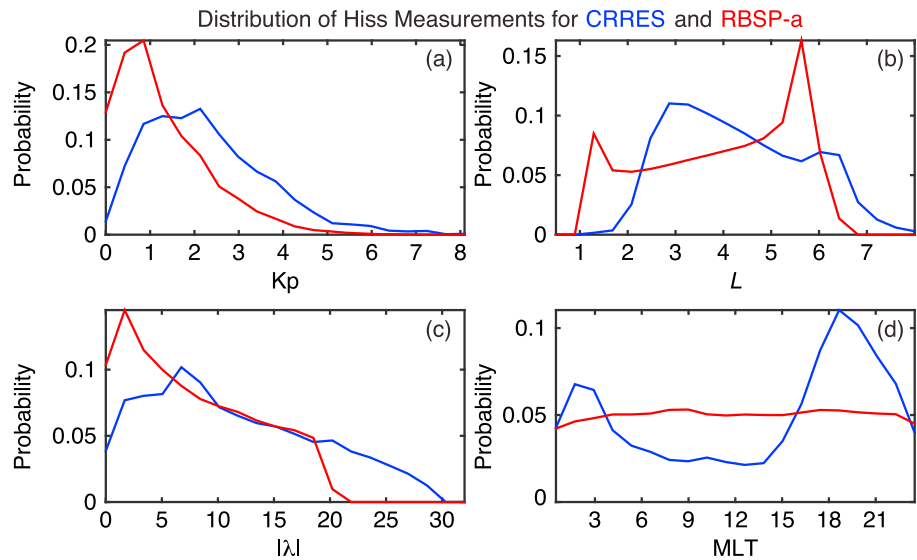 Distribution of Hiss Measurements for CRRES and RBSP-a
(a)
Probability
0.2
0.15
0.1
0.05
0
0 1 2 3 4 5 6 7 8
Kp
(b)
Probability
0.15
0.1
0.05
0
1 2 3 4 5 6 7
L
(c)
Probability
0.1
0.05
0
0 5 10 15 20 25 30
|λ|
(d)
Probability
0.1
0.05
0
3 6 9 12 15 18 21
MLT